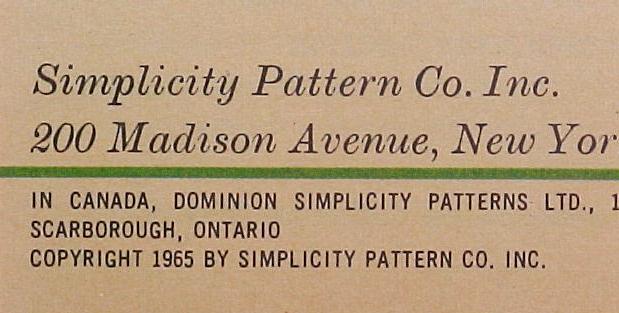 Simplicity Pattern Co. Inc.
200 Madison Avenue, New Yor
IN CANADA, DOMINION SIMPLICITY PATTERNS LTD., 1
SCARBOROUGH, ONTARIO
COPYRIGHT 1965 BY SIMPLICITY PATTERN CO. INC.